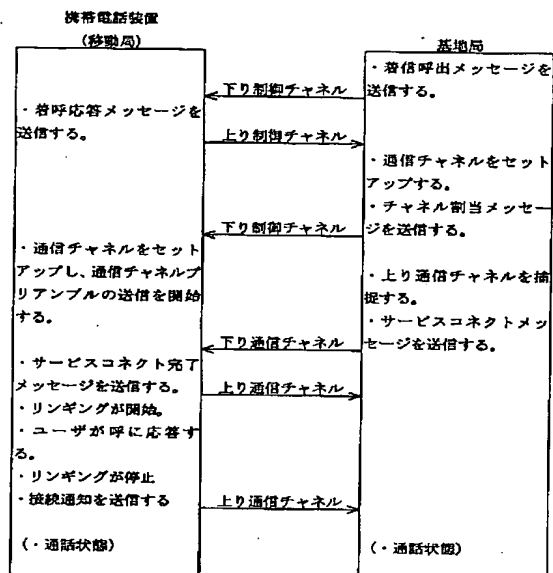 携帯電話装置
(移動局)
基地局
・着信呼出メッセージを
送信する。
下り制御チャネル
・着呼応答メッセージを
送信する。
上り制御チャネル
・通信チャネルをセット
アップする。
・チャネル割当メッセー
ジを送信する。
下り制御チャネル
・通信チャネルをセット
アップし、通信チャネルプ
リアンブルの送信を開始
する。
・上り通信チャネルを捕
捉する。
・サービスコネクトメッ
セージを送信する。
下り通信チャネル
・サービスコネクト完了
メッセージを送信する。
上り通信チャネル
・リンギングが開始。
・ユーザが呼に応答す
る。
・リンギングが停止
・接続通知を送信する
上り通信チャネル
(・通話状態)
(・通話状態)